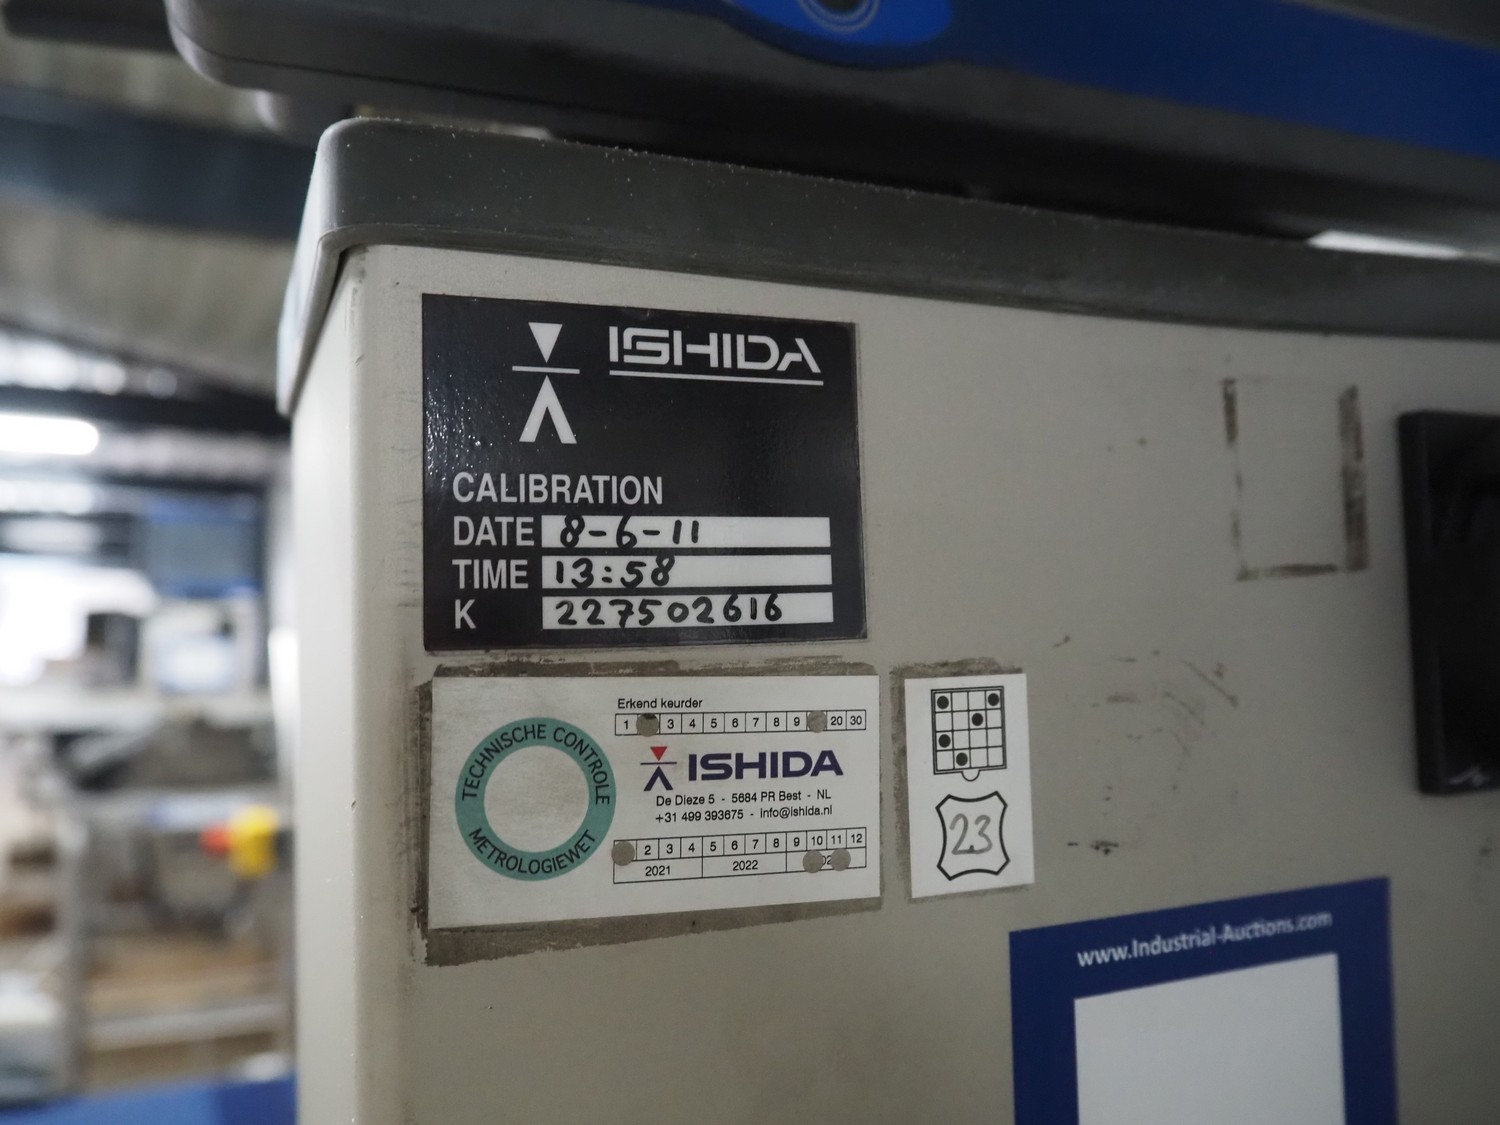 ISHIDA
CALIBRATION
DATE 8-6-11
TIME 13:58
K 227502616
Erkend keurder
1 3 4 5 6 7 8 9 20 30
TECHNISCHE CONTROLE
METROLOGIEWET
ISHIDA
De Dieze 5 - 5684 PR Best - NL
+31 499 393675 - info@ishida.nl
2 3 4 5 6 7 8 9 10 11 12
2021 2022
23
www.Industrial-Auctions.com